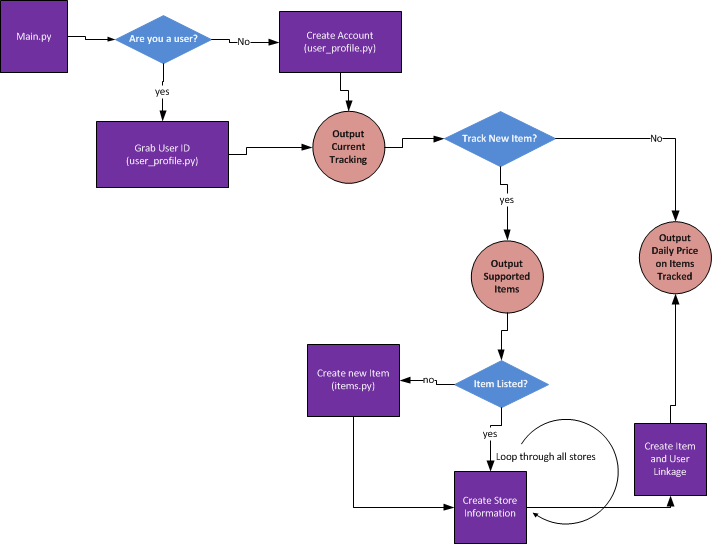 Main.py
Are you a user?
No
Create Account
(user_profile.py)
yes
Grab User ID
(user_profile.py)
Output
Current
Tracking
Track New Item?
No
yes
Output
Supported
Items
Output
Daily Price
on Items
Tracked
Create new Item
(items.py)
no
Item Listed?
yes
Loop through all stores
Create Item
and User
Linkage
Create Store
Information